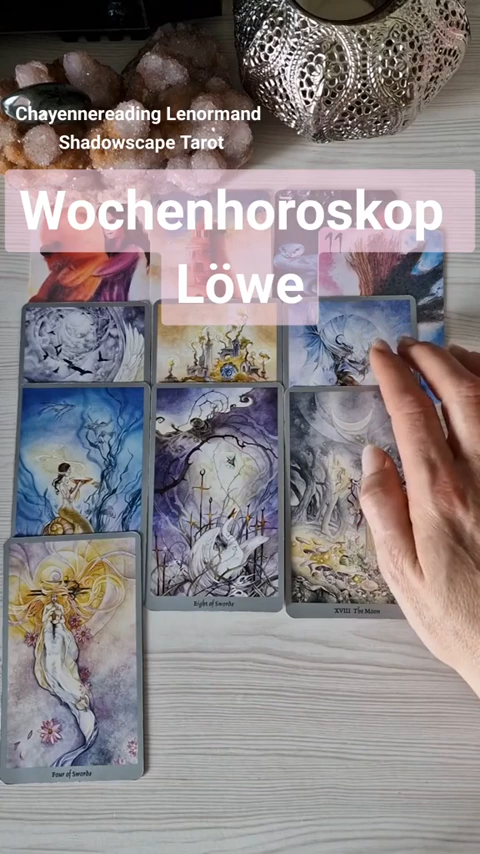 Chayennereading Lenormand
Shadowscape Tarot
Wochenhoroskop
Löwe
11
Eight of Swords
XVIII The Moon
Four of Swords